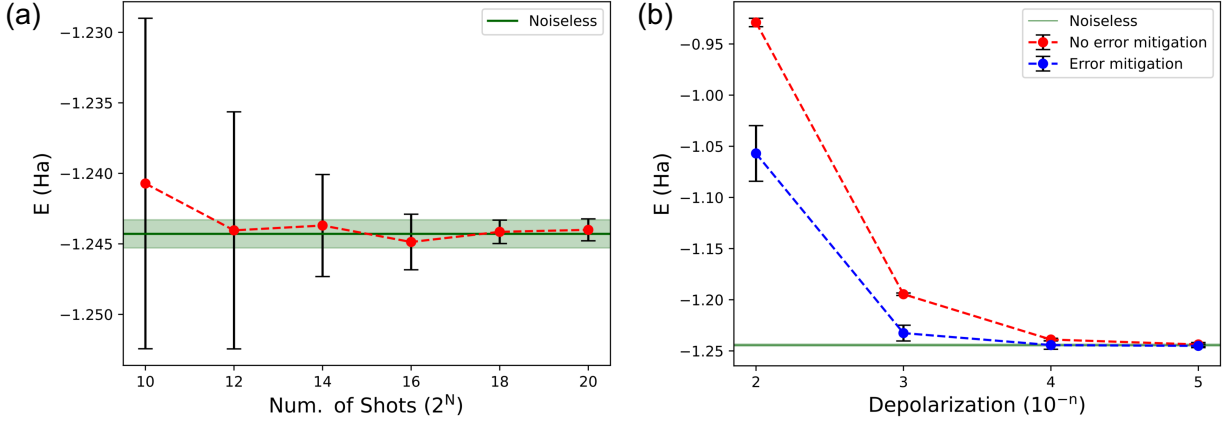 (a)
E (Ha)
−1.230
−1.235
−1.240
−1.245
−1.250
Noiseless
10 12 14 16 18 20
Num. of Shots (2^N)
(b)
E (Ha)
−0.95
−1.00
−1.05
−1.10
−1.15
−1.20
−1.25
Noiseless
No error mitigation
Error mitigation
2 3 4 5
Depolarization (10^−n)